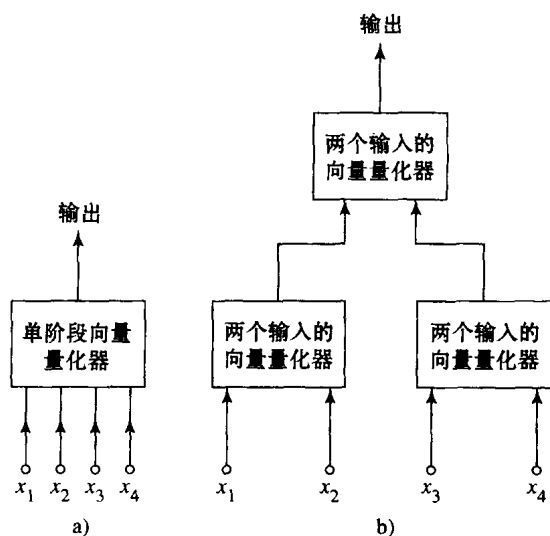 输出
单阶段向量
量化器
x1 x2 x3 x4
a)
输出
两个输入的
向量量化器
两个输入的
向量量化器
两个输入的
向量量化器
x1 x2 x3 x4
b)